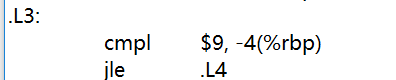 .L3:
cmpl $9, -4(%rbp)
jle .L4